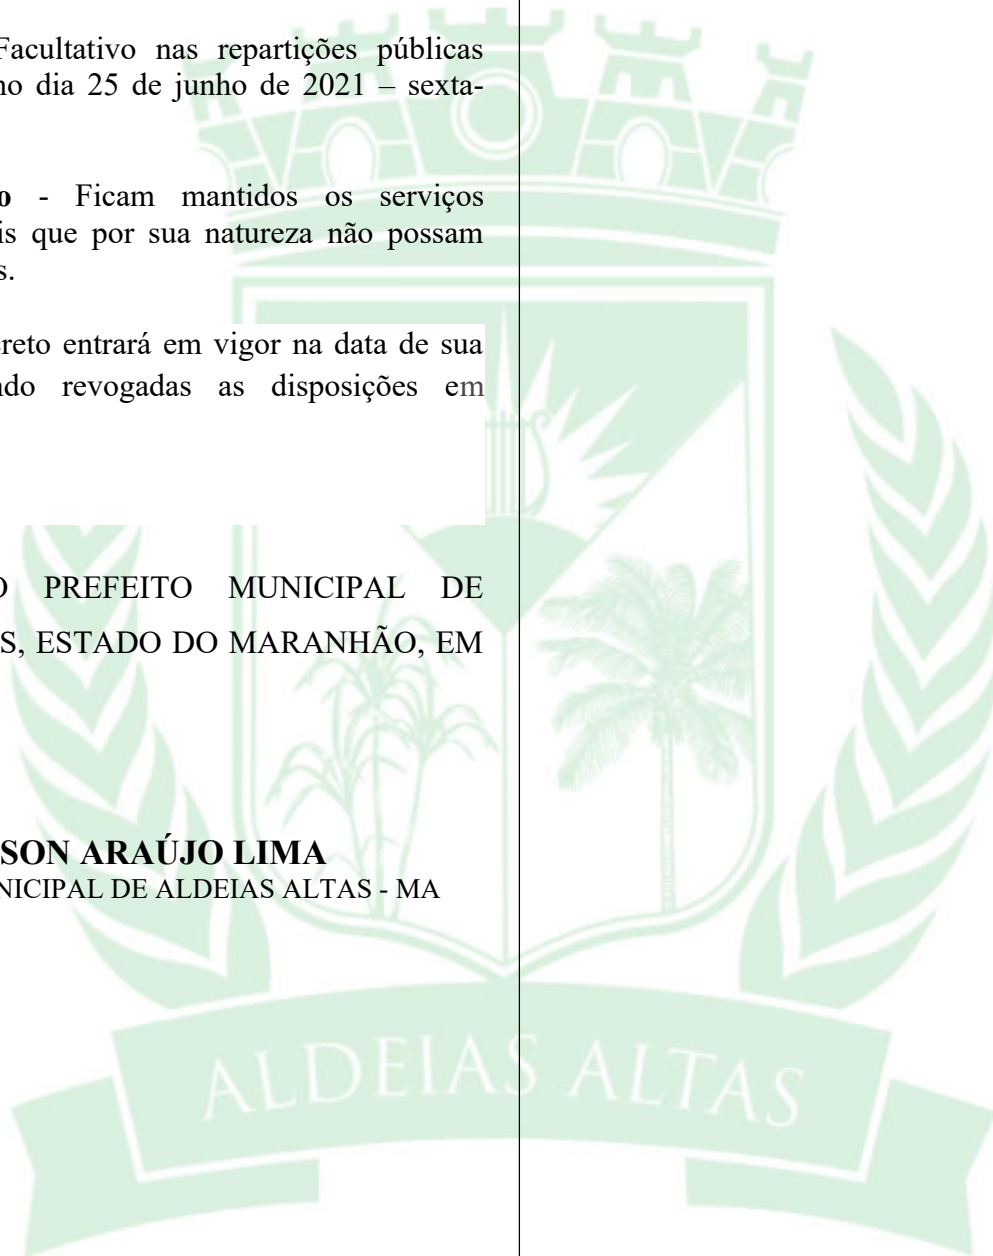 Facultativo nas repartições públicas
no dia 25 de junho de 2021 – sexta-
o - Ficam mantidos os serviços
is que por sua natureza não possam
s.
reto entrará em vigor na data de sua
ndo revogadas as disposições em
O PREFEITO MUNICIPAL DE
S, ESTADO DO MARANHÃO, EM
SON ARAÚJO LIMA
NICIPAL DE ALDEIAS ALTAS - MA
ALDEIAS ALTAS